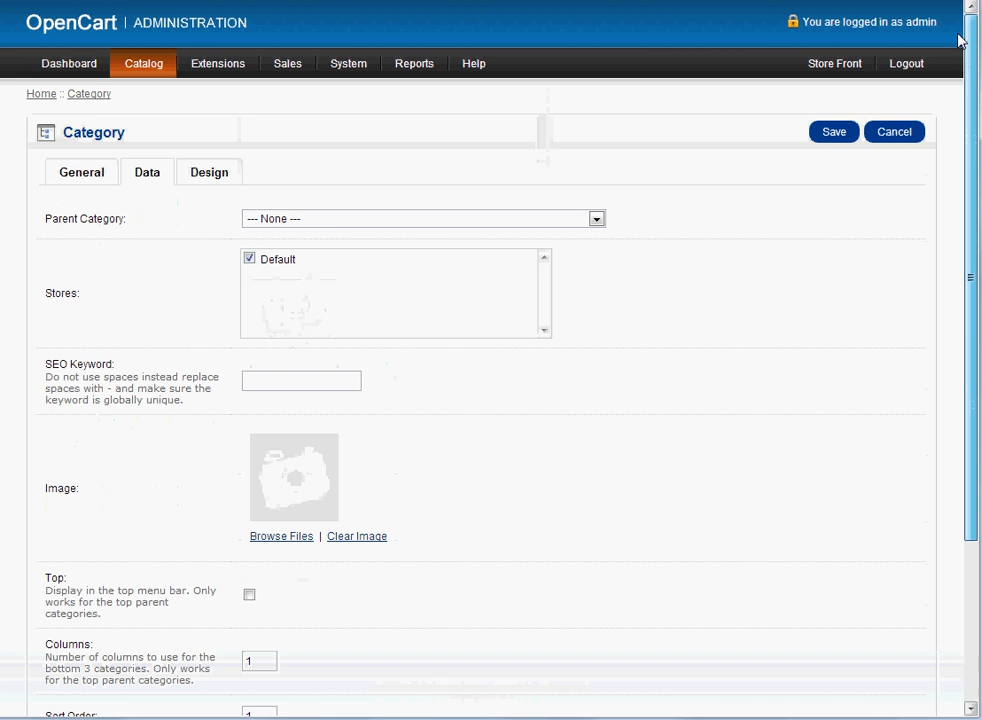 OpenCart | ADMINISTRATION
You are logged in as admin
Dashboard Catalog Extensions Sales System Reports Help Store Front Logout
Home :: Category
Category
Save Cancel
General Data Design
Parent Category:
--- None ---
Default
Stores:
SEO Keyword:
Do not use spaces instead replace
spaces with - and make sure the
keyword is globally unique.
Image:
Browse Files | Clear Image
Top:
Display in the top menu bar. Only
works for the top parent
categories.
Columns:
Number of columns to use for the
bottom 3 categories. Only works
for the top parent categories.
1
Sort Order:
1